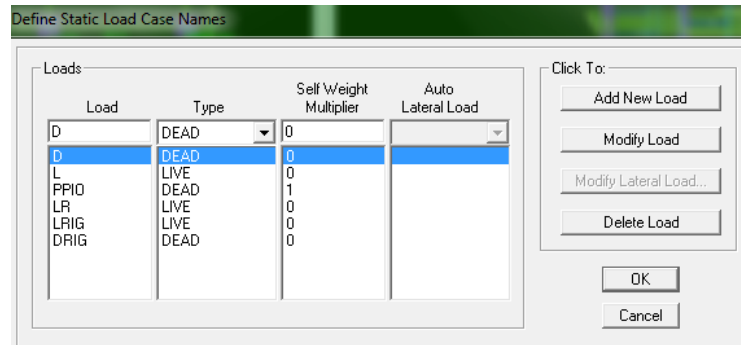 Define Static Load Case Names
Loads
Load Type Self Weight Multiplier Auto Lateral Load
D DEAD 0
D DEAD 0
L LIVE 0
PPIO DEAD 1
LR LIVE 0
LRIG LIVE 0
DRIG DEAD 0
Click To:
Add New Load
Modify Load
Modify Lateral Load...
Delete Load
OK
Cancel